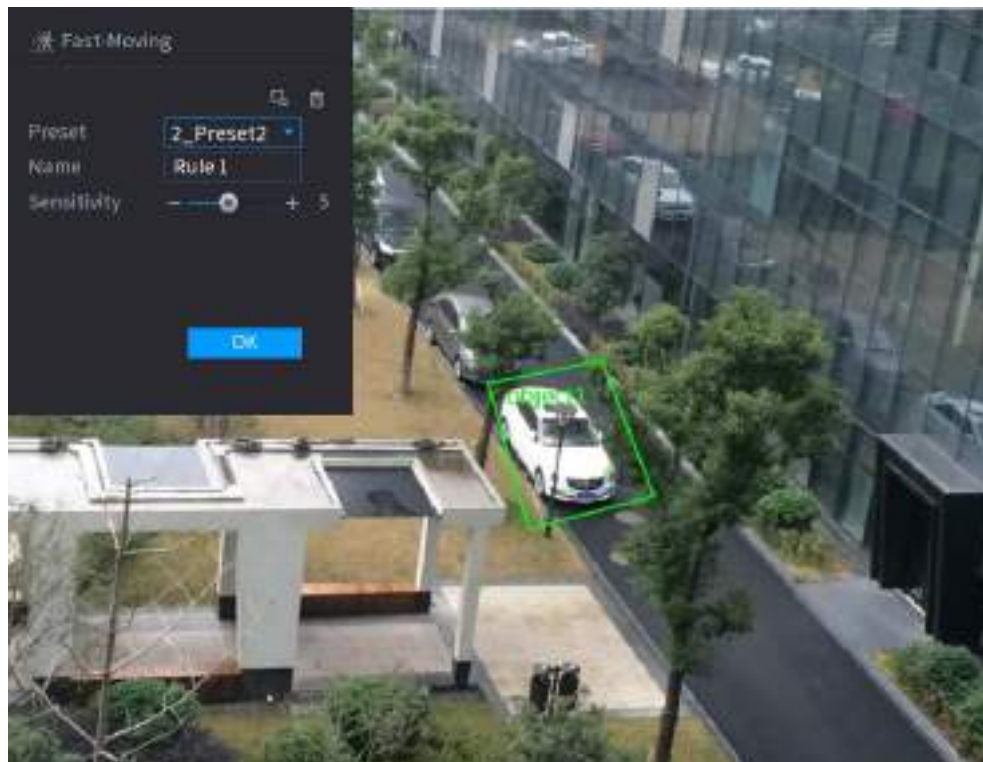 Fast-Moving
Preset 2_Preset2
Name Rule 1
Sensitivity - + 5
OK